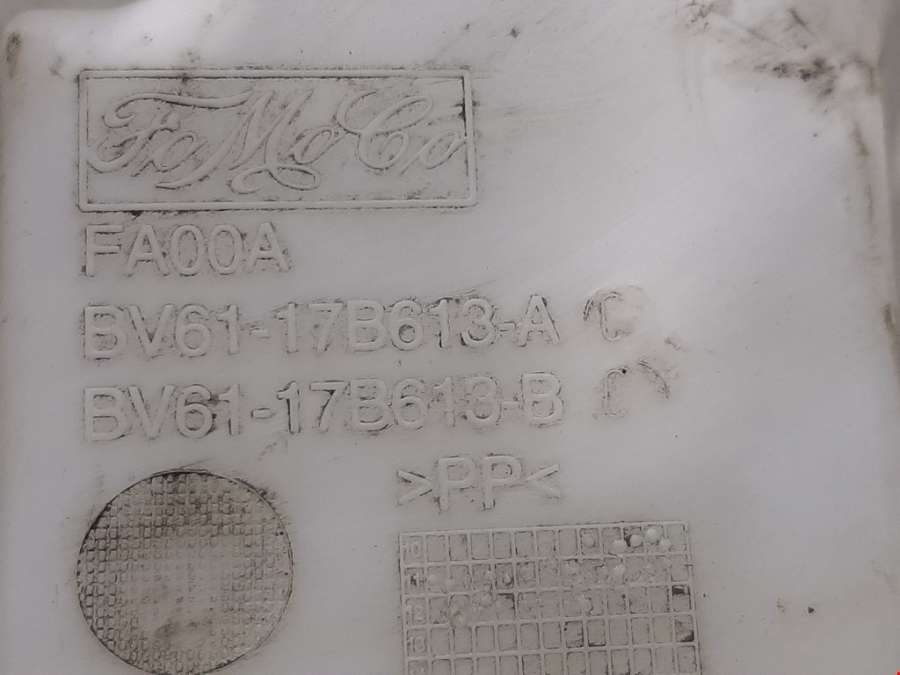 FoMoCo
FA00A
BV61-17B613-A C
BV61-17B613-B
>PP<